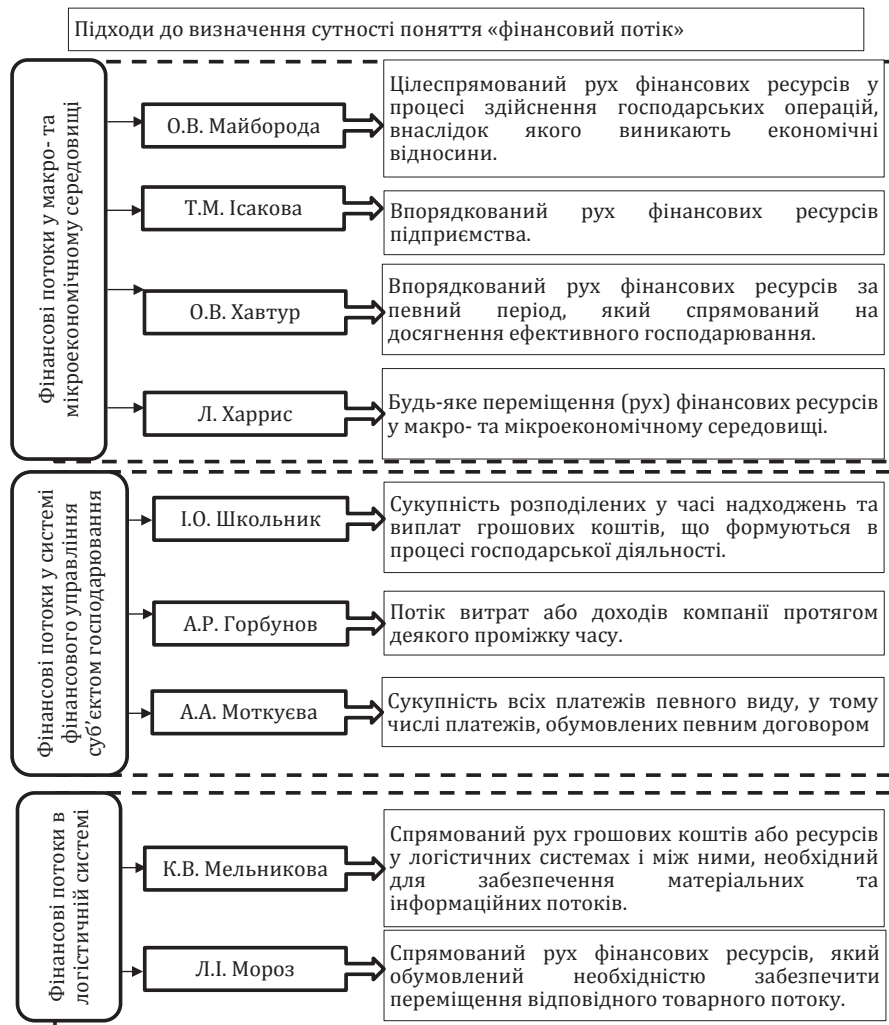 Підходи до визначення сутності поняття «фінансовий потік»
Фінансові потоки у макро- та
мікроекономічному середовищі
О.В. Майборода
Цілеспрямований рух фінансових ресурсів у
процесі здійснення господарських операцій,
внаслідок якого виникають економічні
відносини.
Т.М. Ісакова
Впорядкований рух фінансових ресурсів
підприємства.
О.В. Хавтур
Впорядкований рух фінансових ресурсів за
певний період, який спрямований на
досягнення ефективного господарювання.
Л. Харрис
Будь-яке переміщення (рух) фінансових ресурсів
у макро- та мікроекономічному середовищі.
Фінансові потоки у системі
фінансового управління
суб’єктом господарювання
І.О. Школьник
Сукупність розподілених у часі надходжень та
виплат грошових коштів, що формуються в
процесі господарської діяльності.
А.Р. Горбунов
Потік витрат або доходів компанії протягом
деякого проміжку часу.
А.А. Моткуєва
Сукупність всіх платежів певного виду, у тому
числі платежів, обумовлених певним договором
Фінансові потоки в
логістичній системі
К.В. Мельникова
Спрямований рух грошових коштів або ресурсів
у логістичних системах і між ними, необхідний
для забезпечення матеріальних та
інформаційних потоків.
Л.І. Мороз
Спрямований рух фінансових ресурсів, який
обумовлений необхідністю забезпечити
переміщення відповідного товарного потоку.